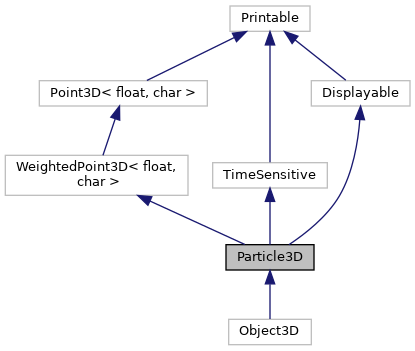 Printable
Point3D< float, char >
Displayable
WeightedPoint3D< float,
char >
TimeSensitive
Particle3D
Object3D